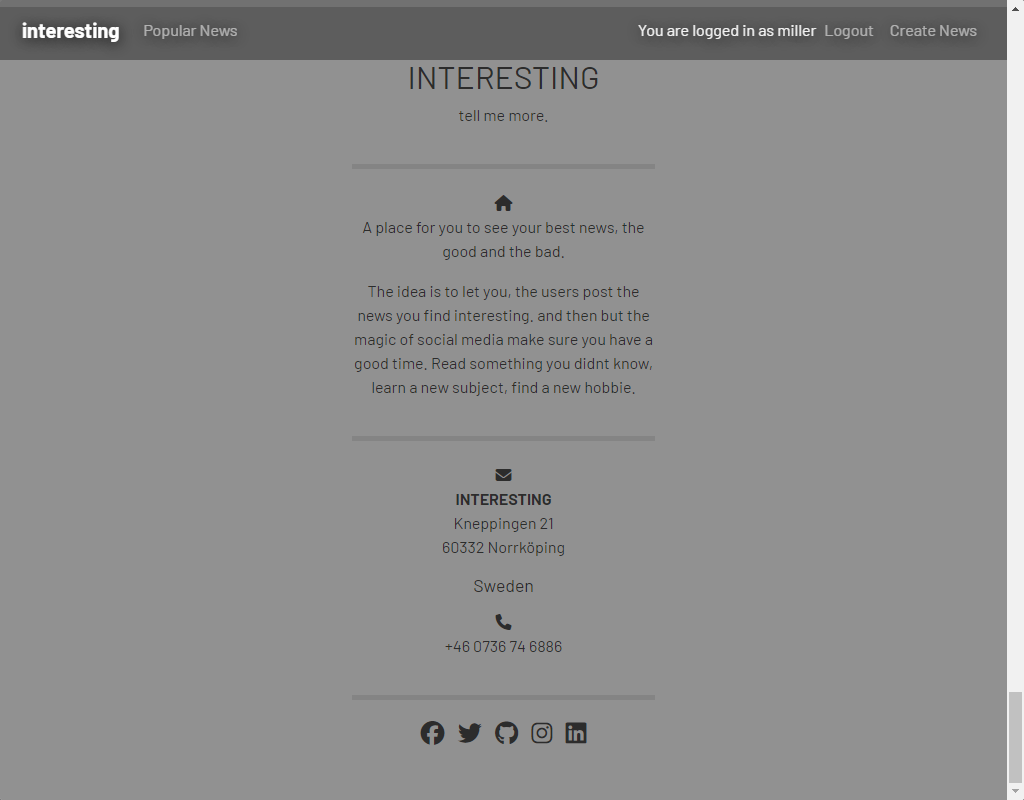 interesting Popular News You are logged in as miller Logout Create News
INTERESTING
tell me more.
A place for you to see your best news, the
good and the bad.
The idea is to let you, the users post the
news you find interesting. and then but the
magic of social media make sure you have a
good time. Read something you didnt know,
learn a new subject, find a new hobbie.
INTERESTING
Kneppingen 21
60332 Norrköping
Sweden
+46 0736 74 6886